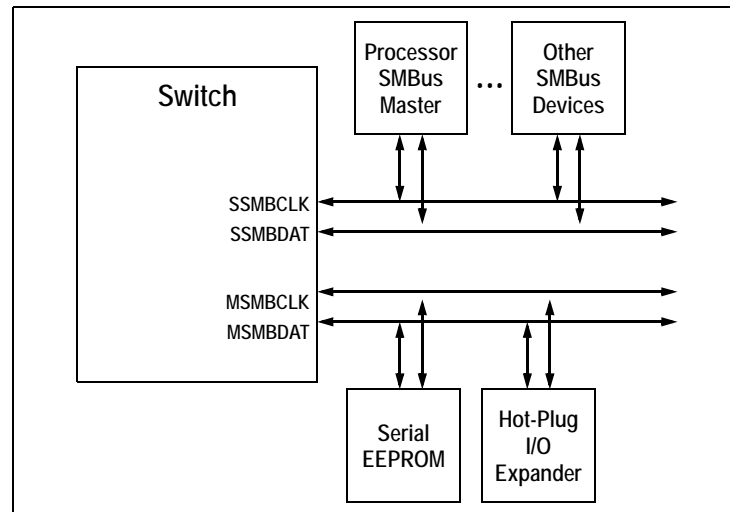 Switch
Processor
SMBus
Master
...
Other
SMBus
Devices
SSMBCLK
SSMBDAT
MSMBCLK
MSMBDAT
Serial
EEPROM
Hot-Plug
I/O
Expander